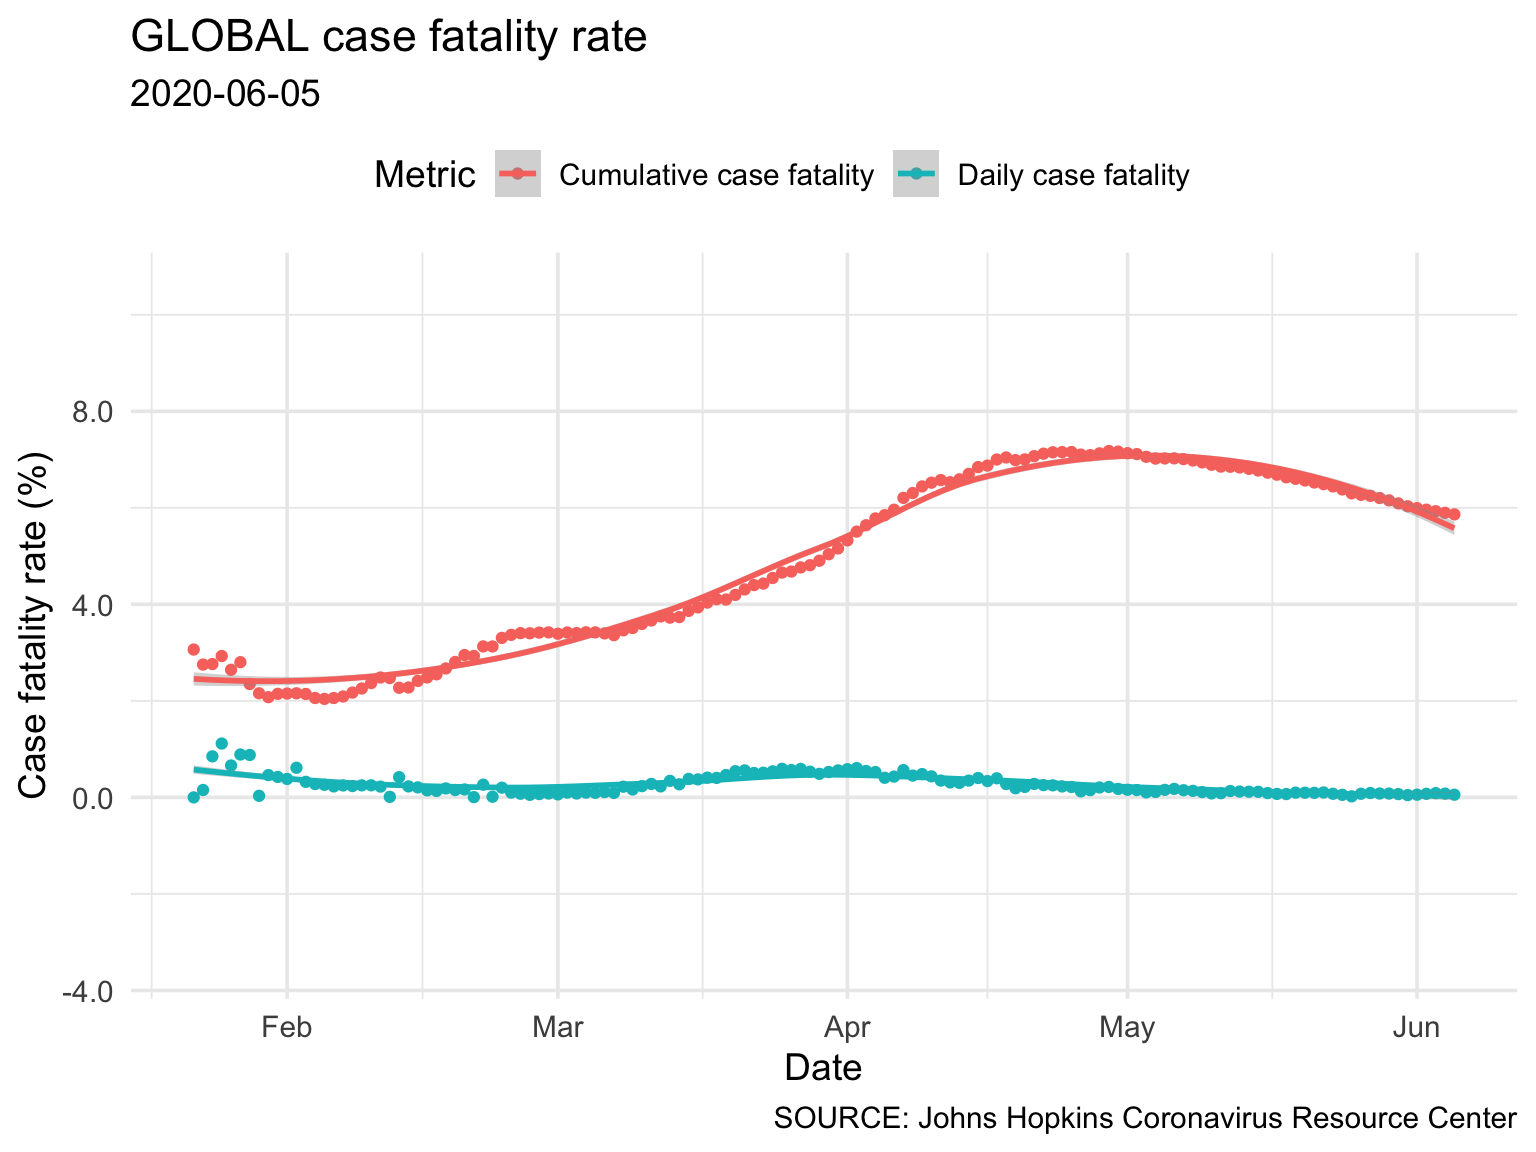 GLOBAL case fatality rate
2020-06-05
Metric Cumulative case fatality Daily case fatality
Case fatality rate (%)
8.0
4.0
0.0
-4.0
Feb Mar Apr May Jun
Date
SOURCE: Johns Hopkins Coronavirus Resource Center